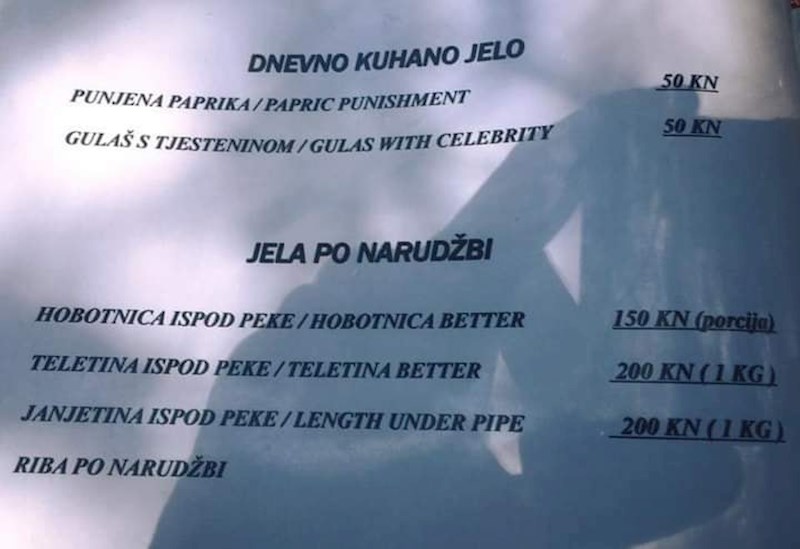 DNEVNO KUHANO JELO
PUNJENA PAPRIKA / PAPRIC PUNISHMENT 50 KN
GULAŠ S TJESTENINOM / GULAS WITH CELEBRITY 50 KN
JELA PO NARUDŽBI
HOBOTNICA ISPOD PEKE / HOBOTNICA BETTER 150 KN (porcija)
TELETINA ISPOD PEKE / TELETINA BETTER 200 KN ( 1 KG )
JANJETINA ISPOD PEKE / LENGTH UNDER PIPE 200 KN ( 1 KG )
RIBA PO NARUDŽBI